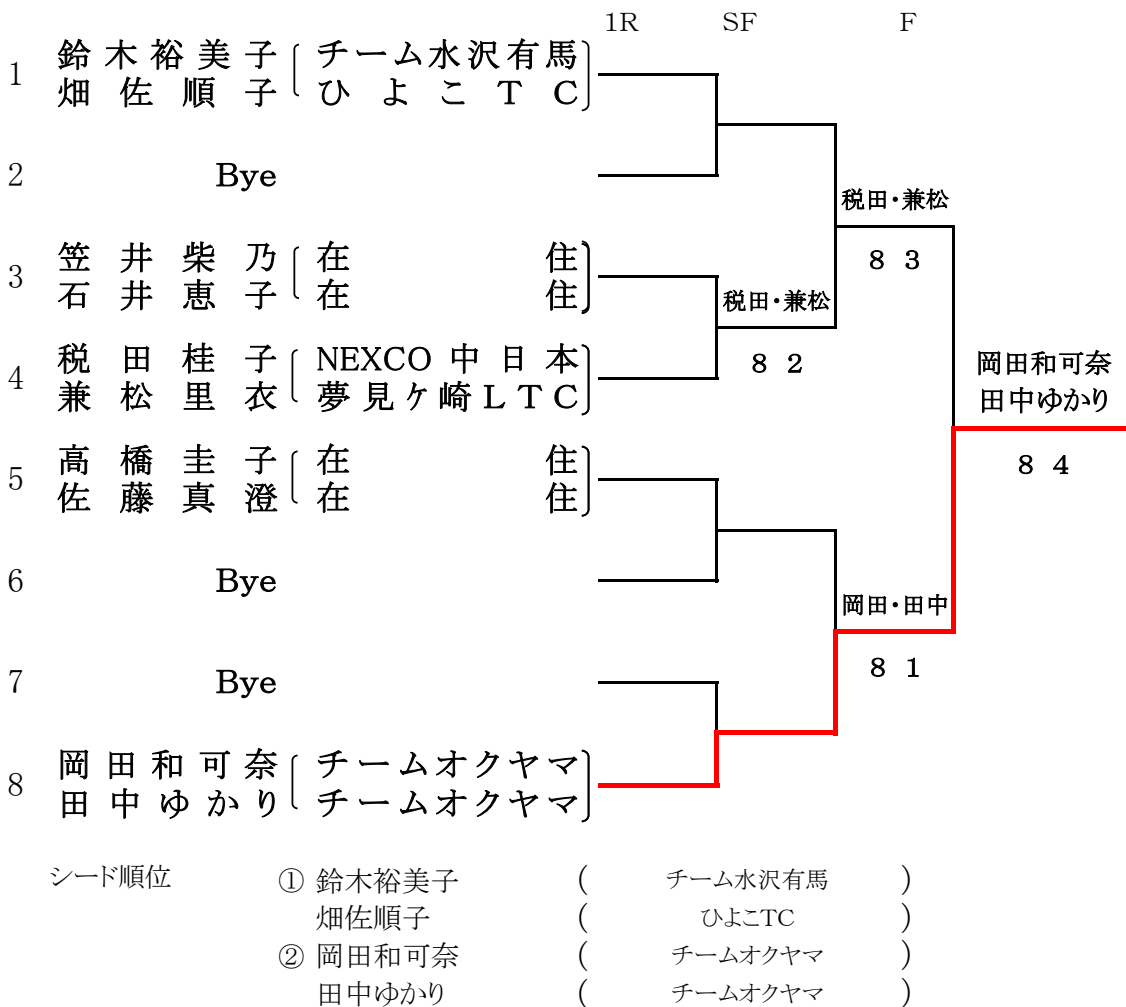 1R SF F
1 鈴木裕美子 チーム水沢有馬
畑佐順子 ひよこTC
2 Bye
税田・兼松
3 笠井柴乃 在住
8 3
石井恵子 在住
税田・兼松
4 税田桂子 NEXCO中日本
8 2
兼松里衣 夢見ケ崎LTC
岡田和可奈
田中ゆかり
5 高橋圭子 在住
8 4
佐藤真澄 在住
6 Bye
岡田・田中
7 Bye
8 1
8 岡田和可奈 チームオクヤマ
田中ゆかり チームオクヤマ
シード順位 ① 鈴木裕美子 ( チーム水沢有馬 )
畑佐順子 ( ひよこTC )
② 岡田和可奈 ( チームオクヤマ )
田中ゆかり ( チームオクヤマ )